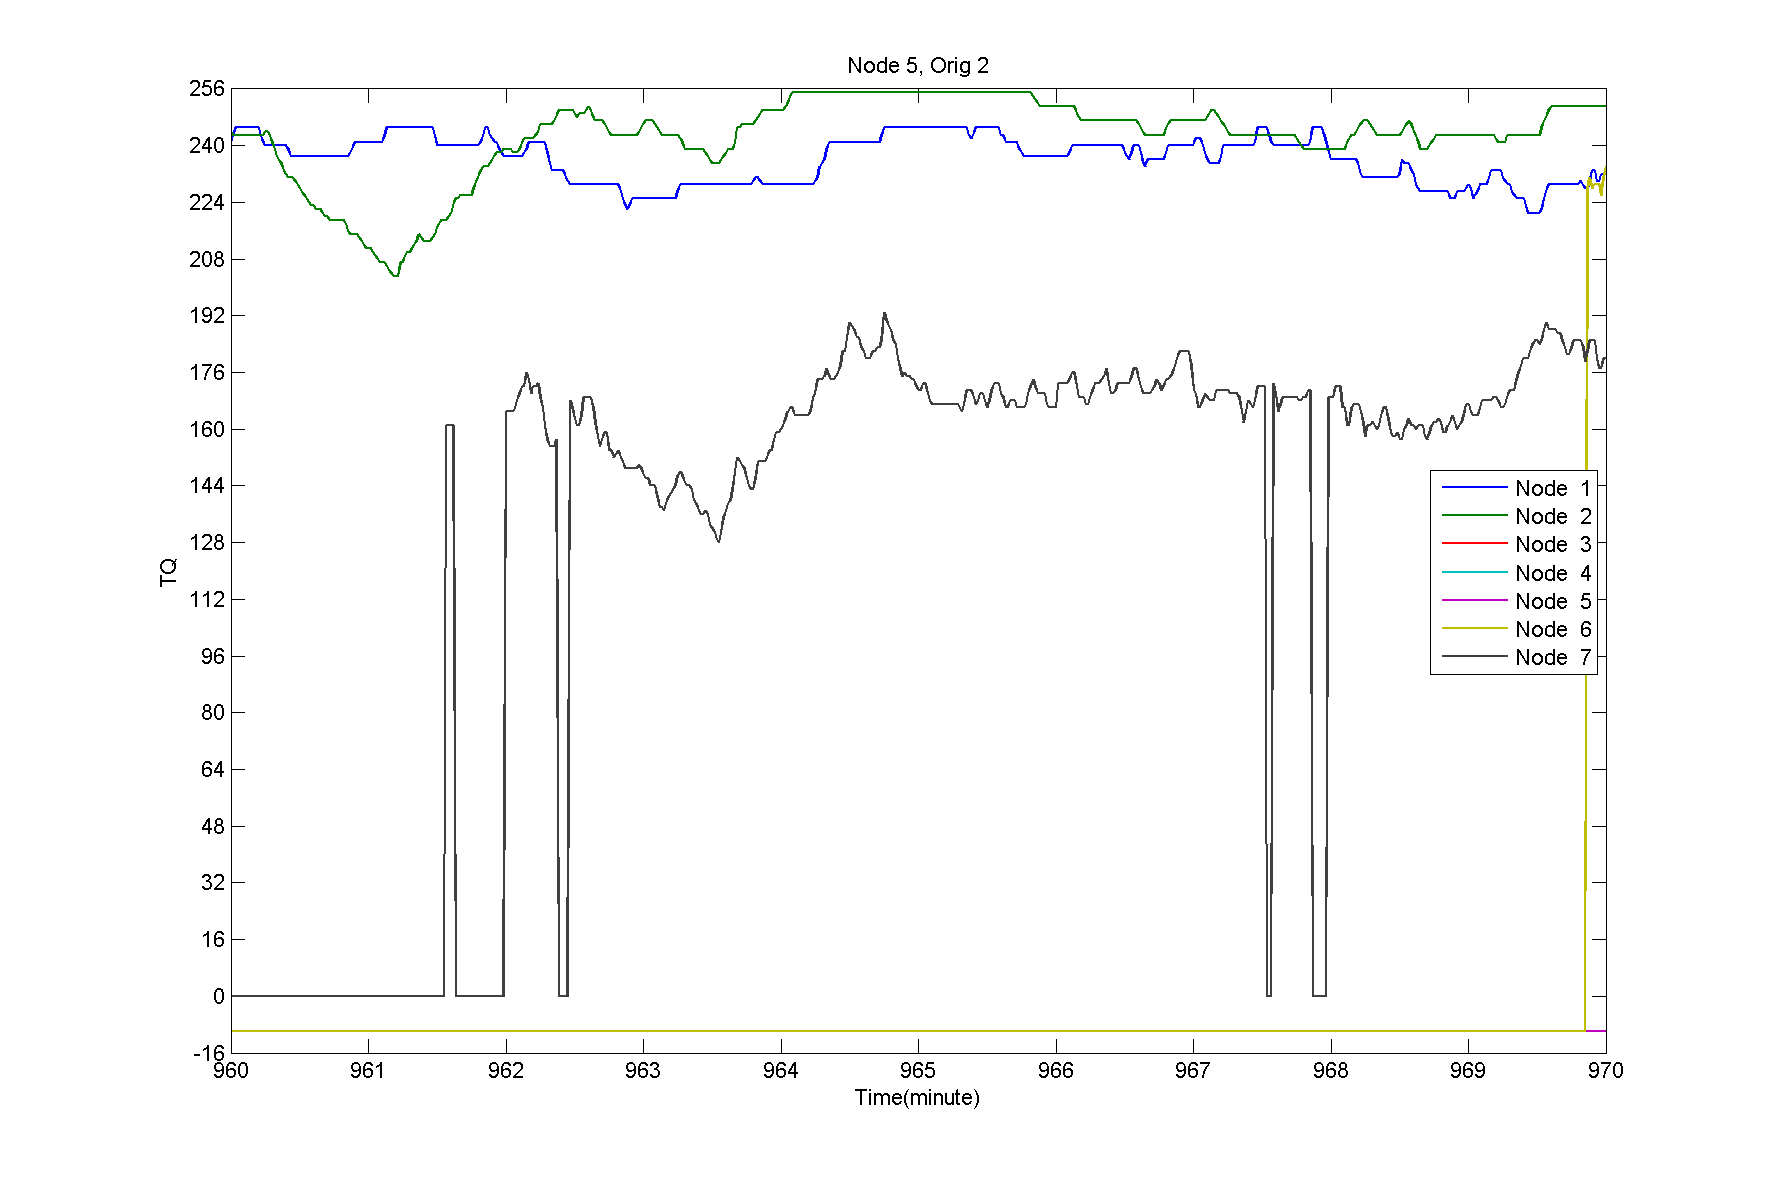 Node 5, Orig 2
256
240
224
208
192
176
160
144
128
112
96
80
64
48
32
16
0
-16
TQ
Node 1
Node 2
Node 3
Node 4
Node 5
Node 6
Node 7
960 961 962 963 964 965 966 967 968 969 970
Time(minute)